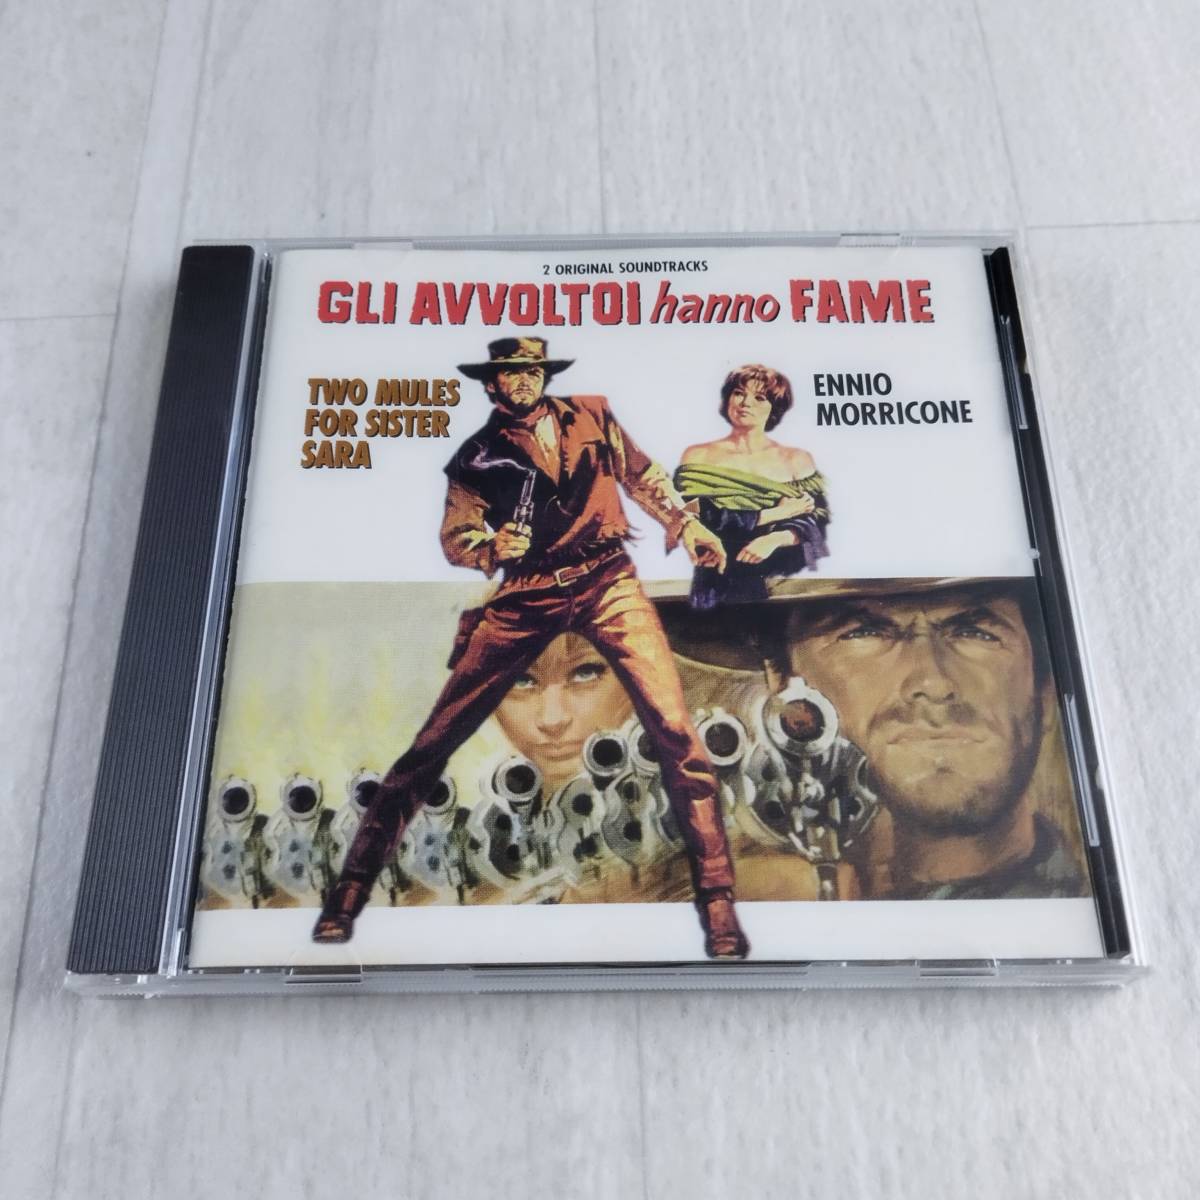 2 ORIGINAL SOUNDTRACKS
GLI AVVOLTOI hanno FAME
TWO MULES
FOR SISTER
SARA
ENNIO
MORRICONE